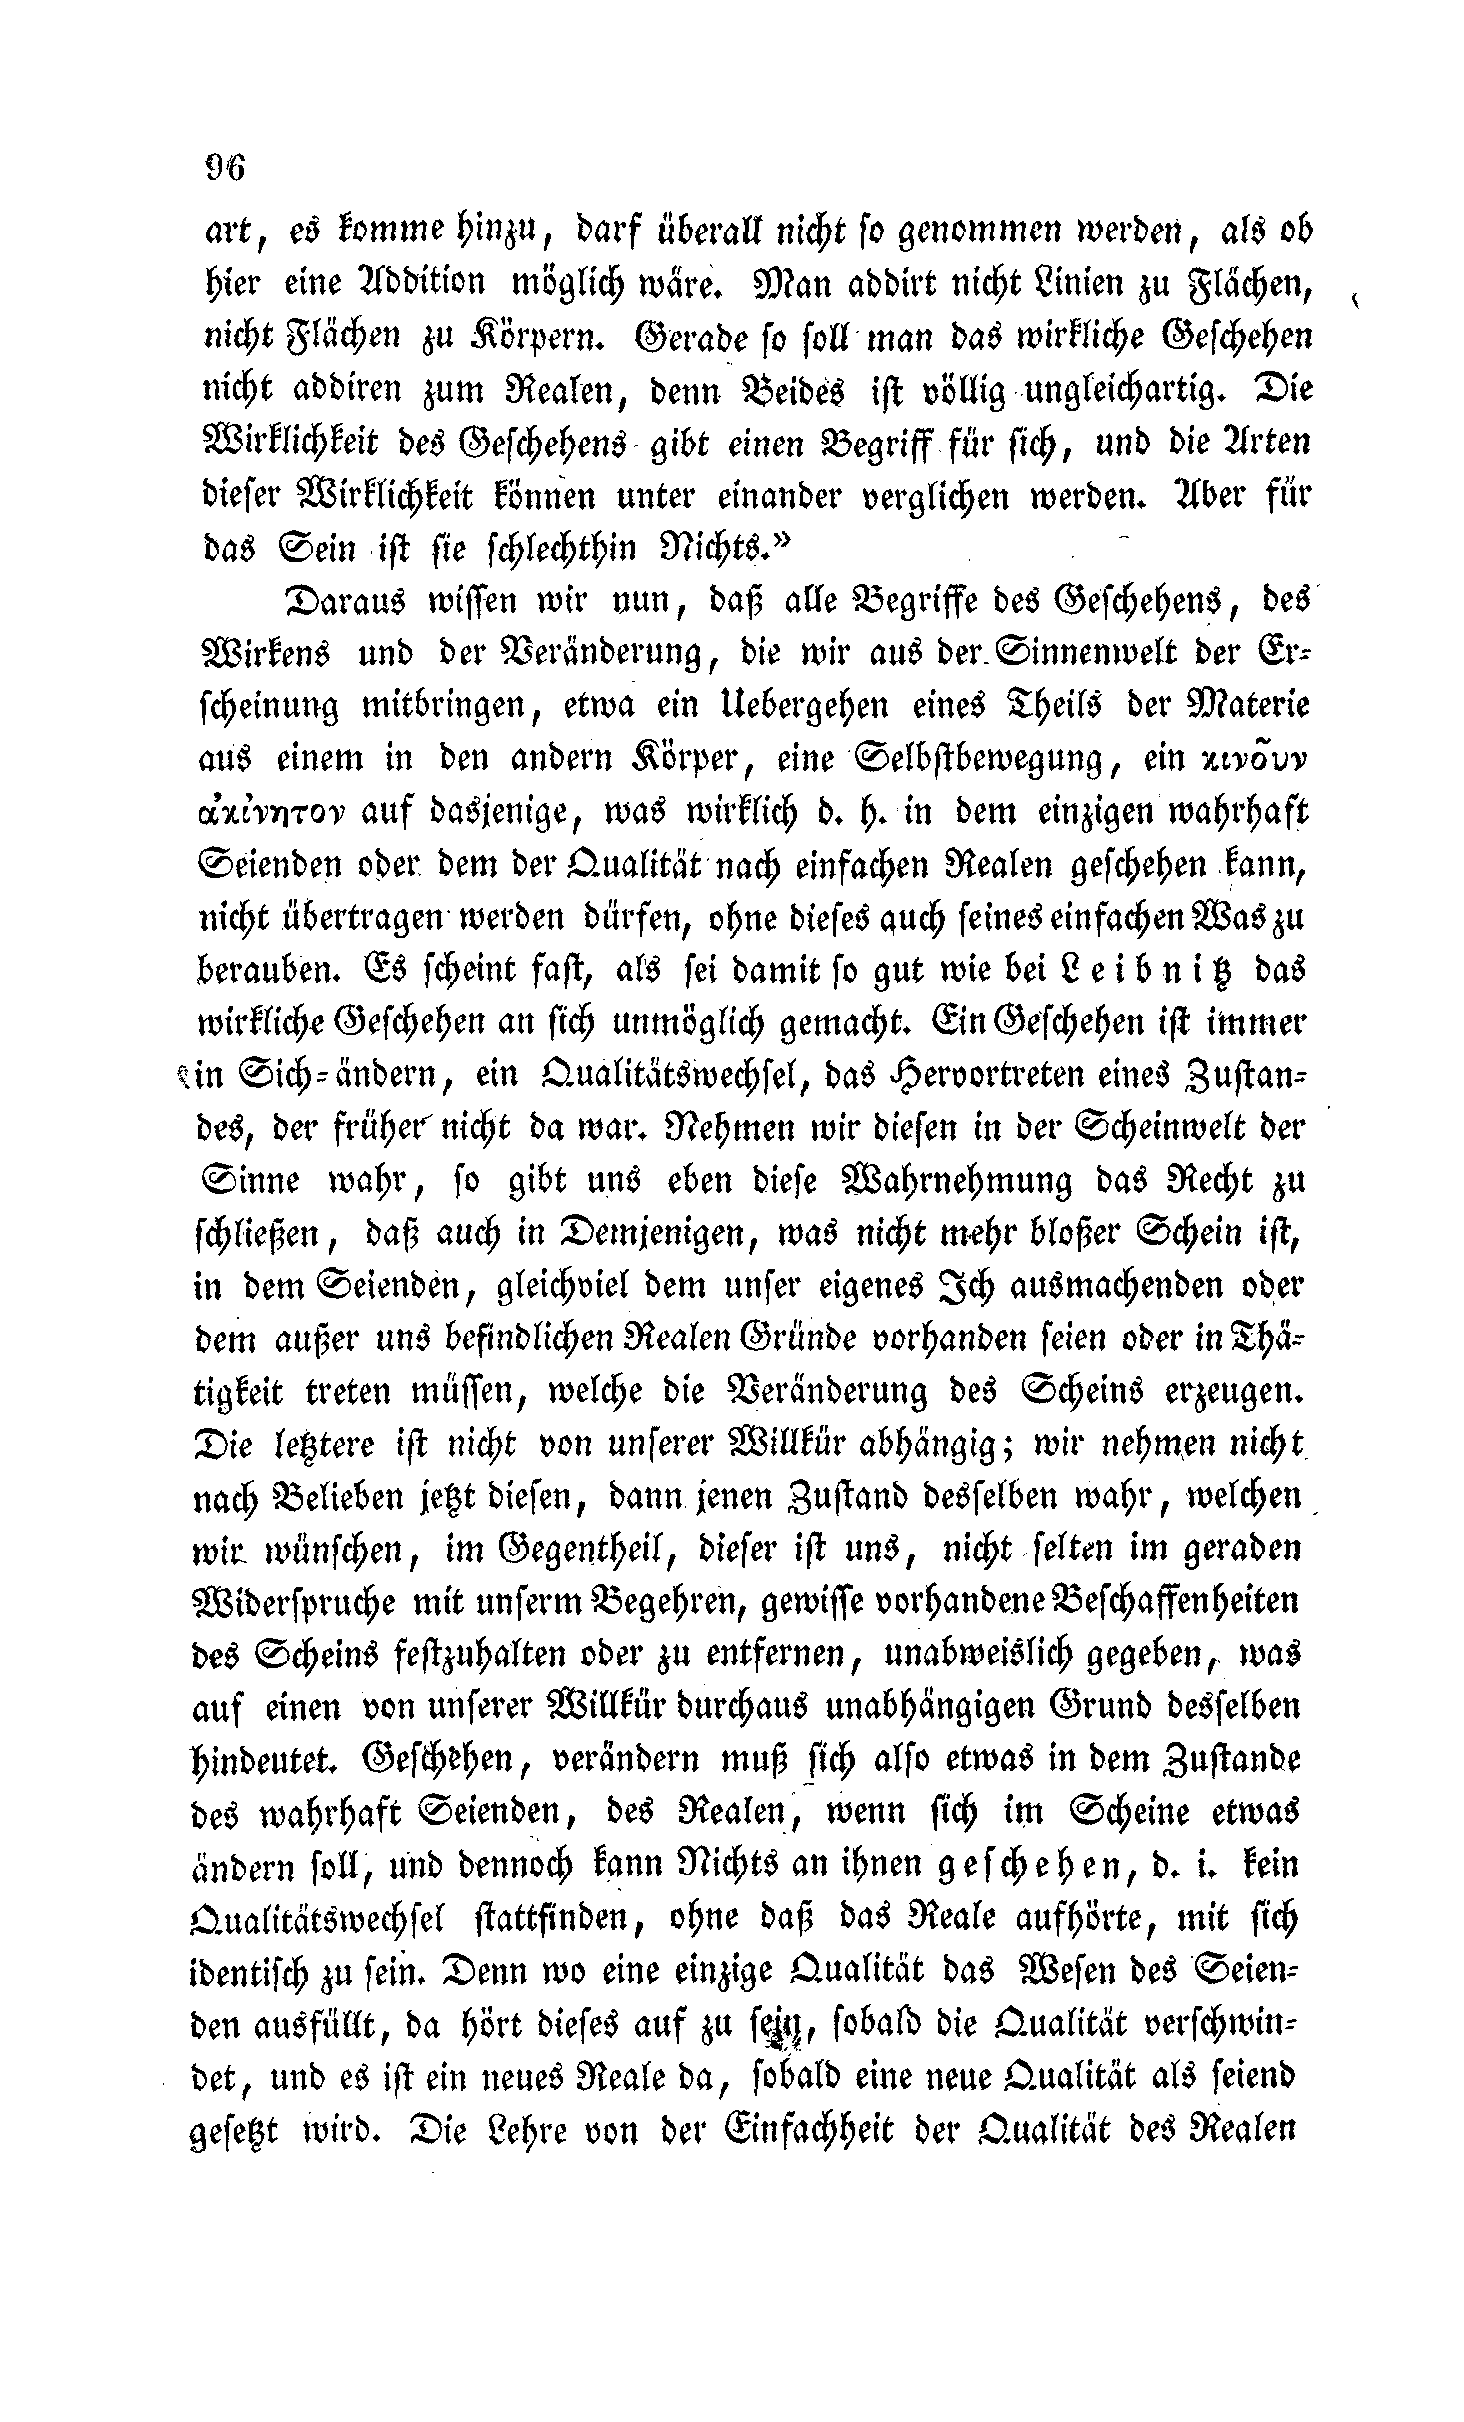 96
art, es komme hinzu, darf überall nicht so genommen werden, als ob
hier eine Addition möglich wäre. Man addirt nicht Linien zu Flächen,
nicht Flächen zu Körpern. Gerade so soll man das wirkliche Geschehen
nicht addiren zum Realen, denn Beides ist völlig ungleichartig. Die
Wirklichkeit des Geschehens gibt einen Begriff für sich, und die Arten
dieser Wirklichkeit können unter einander verglichen werden. Aber für
das Sein ist sie schlechthin Nichts.»
Daraus wissen wir nun, daß alle Begriffe des Geschehens, des
Wirkens und der Veränderung, die wir aus der Sinnenwelt der Er-
scheinung mitbringen, etwa ein Uebergehen eines Theils der Materie
aus einem in den andern Körper, eine Selbstbewegung, ein κινõυν
ἀκίνητον auf dasjenige, was wirklich d. h. in dem einzigen wahrhaft
Seienden oder dem der Qualität nach einfachen Realen geschehen kann,
nicht übertragen werden dürfen, ohne dieses auch seines einfachen Was zu
berauben. Es scheint fast, als sei damit so gut wie bei Leibnitz das
wirkliche Geschehen an sich unmöglich gemacht. Ein Geschehen ist immer
ein Sich-ändern, ein Qualitätswechsel, das Hervortreten eines Zustan-
des, der früher nicht da war. Nehmen wir diesen in der Scheinwelt der
Sinne wahr, so gibt uns eben diese Wahrnehmung das Recht zu
schließen, daß auch in Demjenigen, was nicht mehr bloßer Schein ist,
in dem Seienden, gleichviel dem unser eigenes Ich ausmachenden oder
dem außer uns befindlichen Realen Gründe vorhanden seien oder in Thä-
tigkeit treten müssen, welche die Veränderung des Scheins erzeugen.
Die letztere ist nicht von unserer Willkür abhängig; wir nehmen nicht
nach Belieben jetzt diesen, dann jenen Zustand desselben wahr, welchen
wir wünschen, im Gegentheil, dieser ist uns, nicht selten im geraden
Widerspruche mit unserm Begehren, gewisse vorhandene Beschaffenheiten
des Scheins festzuhalten oder zu entfernen, unabweislich gegeben, was
auf einen von unserer Willkür durchaus unabhängigen Grund desselben
hindeutet. Geschehen, verändern muß sich also etwas in dem Zustande
des wahrhaft Seienden, des Realen, wenn sich im Scheine etwas
ändern soll, und dennoch kann Nichts an ihnen geschehen, d. i. kein
Qualitätswechsel stattfinden, ohne daß das Reale aufhörte, mit sich
identisch zu sein. Denn wo eine einzige Qualität das Wesen des Seien-
den ausfüllt, da hört dieses auf zu sein, sobald die Qualität verschwin-
det, und es ist ein neues Reale da, sobald eine neue Qualität als seiend
gesetzt wird. Die Lehre von der Einfachheit der Qualität des Realen